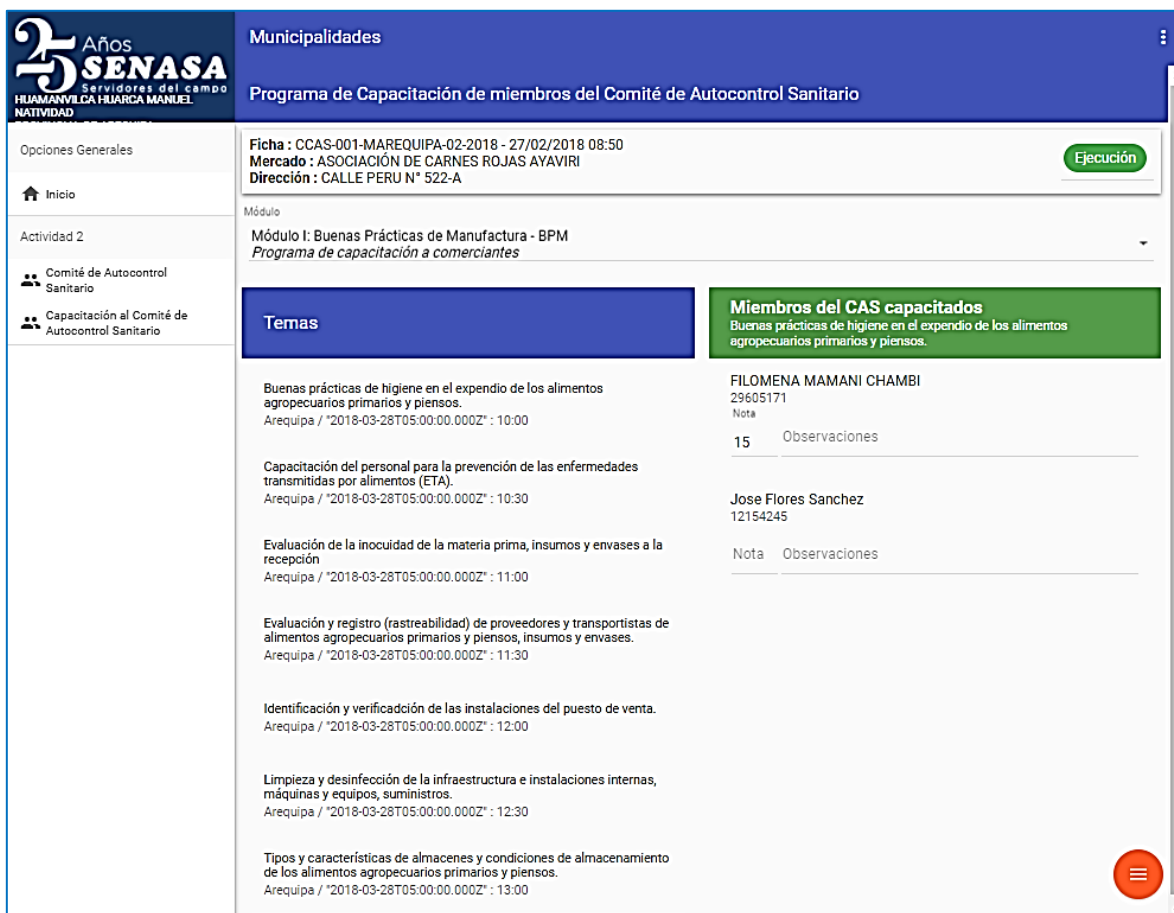 25 Años
SENASA
Servidores del campo
HUAMANVILCA HUARCA MANUEL
NATIVIDAD
Opciones Generales
Inicio
Actividad 2
Comité de Autocontrol
Sanitario
Capacitación al Comité de
Autocontrol Sanitario
Municipalidades
Programa de Capacitación de miembros del Comité de Autocontrol Sanitario
Ficha : CCAS-001-MAREQUIPA-02-2018 - 27/02/2018 08:50
Mercado : ASOCIACIÓN DE CARNES ROJAS AYAVIRI
Dirección : CALLE PERU N° 522-A
Ejecución
Módulo
Módulo I: Buenas Prácticas de Manufactura - BPM
Programa de capacitación a comerciantes
Temas
Buenas prácticas de higiene en el expendio de los alimentos
agropecuarios primarios y piensos.
Arequipa / "2018-03-28T05:00:00.000Z" : 10:00
Capacitación del personal para la prevención de las enfermedades
transmitidas por alimentos (ETA).
Arequipa / "2018-03-28T05:00:00.000Z" : 10:30
Evaluación de la inocuidad de la materia prima, insumos y envases a la
recepción
Arequipa / "2018-03-28T05:00:00.000Z" : 11:00
Evaluación y registro (rastreabilidad) de proveedores y transportistas de
alimentos agropecuarios primarios y piensos, insumos y envases.
Arequipa / "2018-03-28T05:00:00.000Z" : 11:30
Identificación y verificadción de las instalaciones del puesto de venta.
Arequipa / "2018-03-28T05:00:00.000Z" : 12:00
Limpieza y desinfección de la infraestructura e instalaciones internas,
máquinas y equipos, suministros.
Arequipa / "2018-03-28T05:00:00.000Z" : 12:30
Tipos y características de almacenes y condiciones de almacenamiento
de los alimentos agropecuarios primarios y piensos.
Arequipa / "2018-03-28T05:00:00.000Z" : 13:00
Miembros del CAS capacitados
Buenas prácticas de higiene en el expendio de los alimentos
agropecuarios primarios y piensos.
FILOMENA MAMANI CHAMBI
29605171
Nota
15 Observaciones
Jose Flores Sanchez
12154245
Nota Observaciones